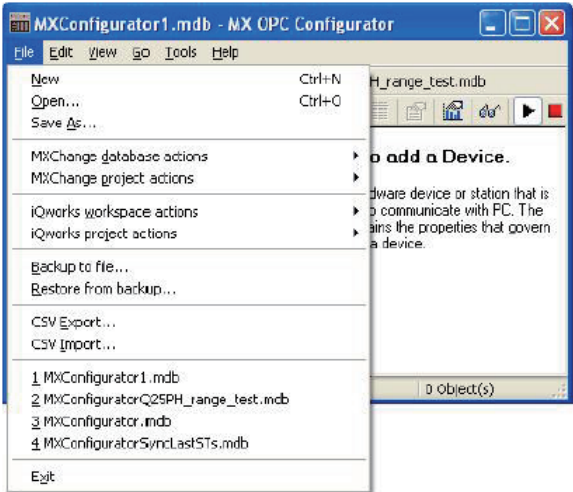 MXConfigurator1.mdb - MX OPC Configurator
File Edit View Go Tools Help
New Ctrl+N
Open... Ctrl+O
Save As...
MXChange database actions
MXChange project actions
iQworks workspace actions
iQworks project actions
Backup to file...
Restore from backup...
CSV Export...
CSV Import...
1 MXConfigurator1.mdb
2 MXConfiguratorQ25PH_range_test.mdb
3 MXConfigurator.mdb
4 MXConfiguratorSyncLastSTs.mdb
Exit
H_range_test.mdb
o add a Device.
dware device or station that is
o communicate with PC. The
ains the properties that govern
a device.
0 Object(s)